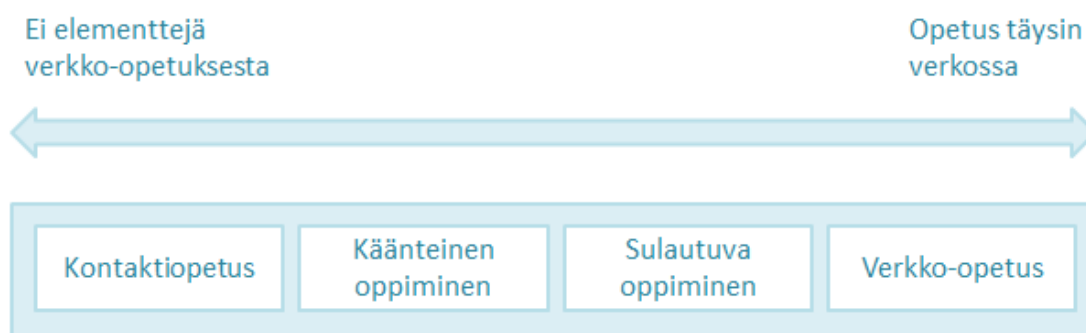 Ei elementtejä
verkko-opetuksesta
Opetus täysin
verkossa
Kontaktiopetus
Käänteinen
oppiminen
Sulautuva
oppiminen
Verkko-opetus